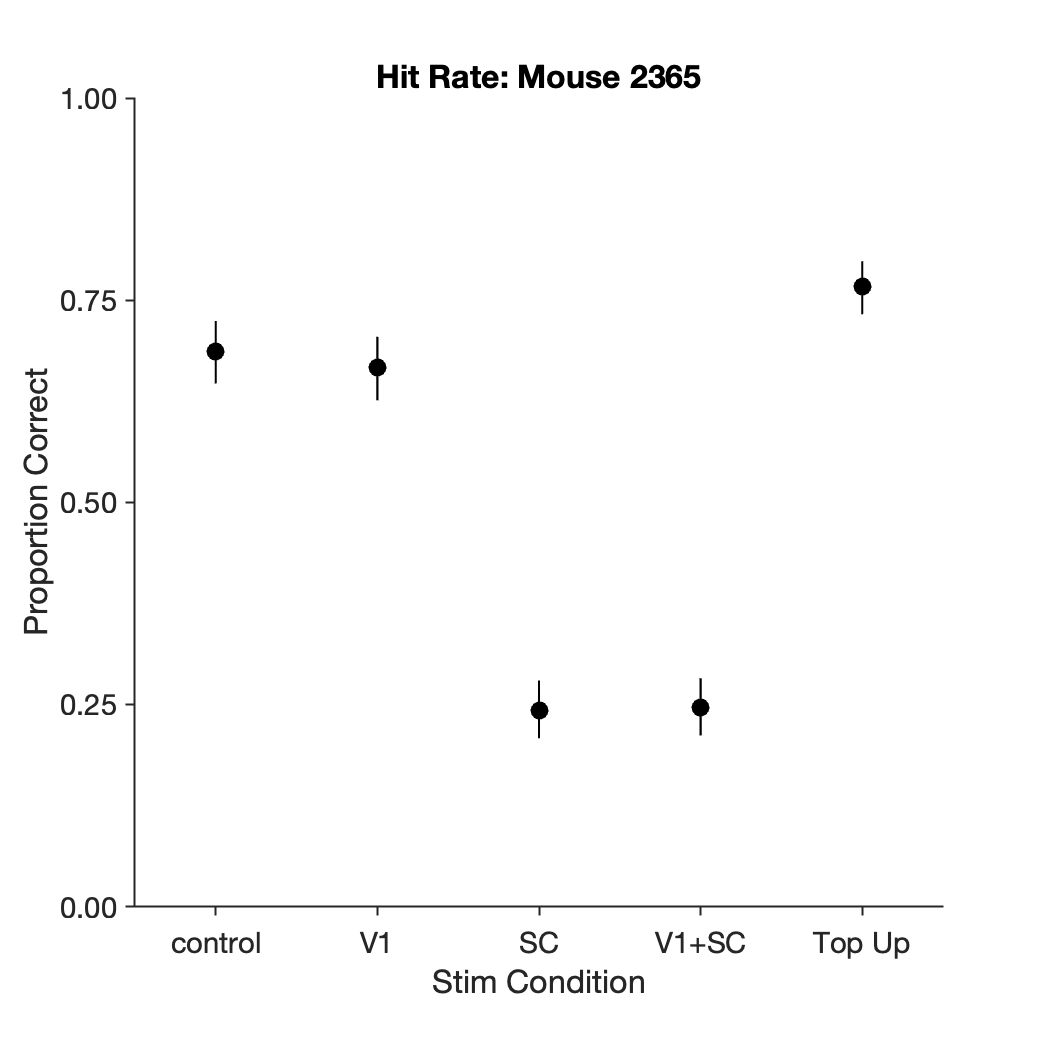 Hit Rate: Mouse 2365
1.00
0.75
0.50
0.25
0.00
Proportion Correct
control V1 SC V1+SC Top Up
Stim Condition